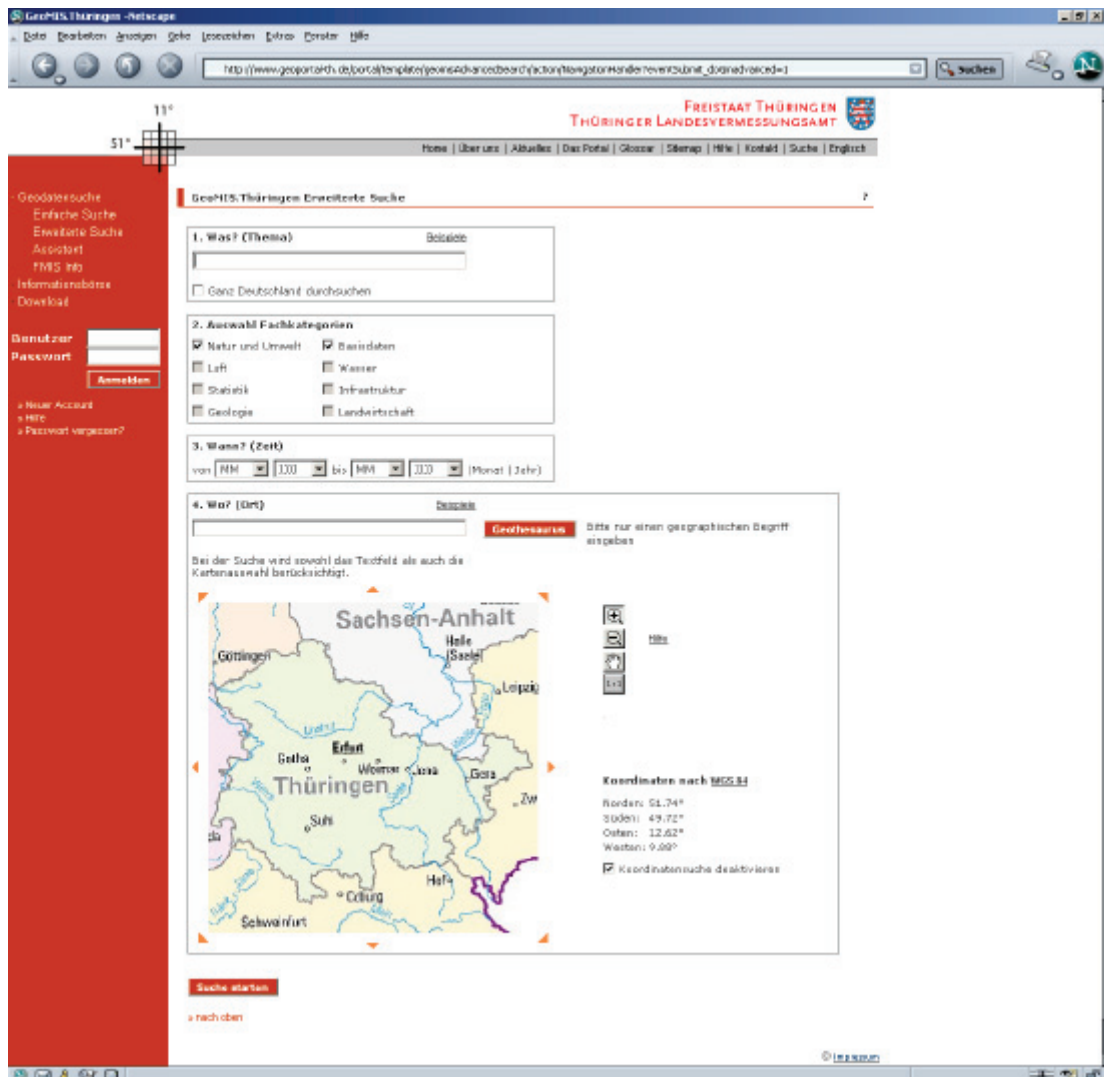 GeoMIS.Thüringen -Netscape
Datei Bearbeiten Anzeigen Gehe Lesezeichen Extras Fenster Hilfe
Suchen
11°
51°
FREISTAAT THÜRINGEN
THÜRINGER LANDESVERMESSUNGSAMT
Home | Über uns | Aktuelles | Das Portal | Glossar | Sitemap | Hilfe | Kontakt | Suche | Englisch
Geodatensuche
Einfache Suche
Erweiterte Suche
Assistent
Informationsbörse
Download
Benutzer
Passwort
Anmelden
» Neuer Account
» Hilfe
» Passwort vergessen?
GeoMIS.Thüringen Erweiterte Suche ?
1. Was? (Thema) Beispiele
Ganz Deutschland durchsuchen
2. Auswahl Fachkategorien
Natur und Umwelt Basisdaten
Luft Wasser
Statistik Infrastruktur
Geologie Landwirtschaft
3. Wann? (Zeit)
von MM bis MM (Monat | Jahr)
4. Wo? (Ort) Beispiele
Geothesaurus Bitte nur einen geographischen Begriff
eingeben
Bei der Suche wird sowohl das Textfeld als auch die
Kartenauswahl berücksichtigt.
Sachsen-Anhalt
Halle
(Saale)
Göttingen
Leipzig
Unstrut
Erfurt
Gotha
Weimar
Jena
Gera
Thüringen
Zw
Suhl
da
Hof
Coburg
Schweinfurt
Hilfe
Koordinaten nach WGS 84
Norden: 51.74°
Süden: 49.72°
Osten: 12.62°
Westen: 9.88°
Koordinatensuche deaktivieren
Suche starten
» nach oben
© Impressum